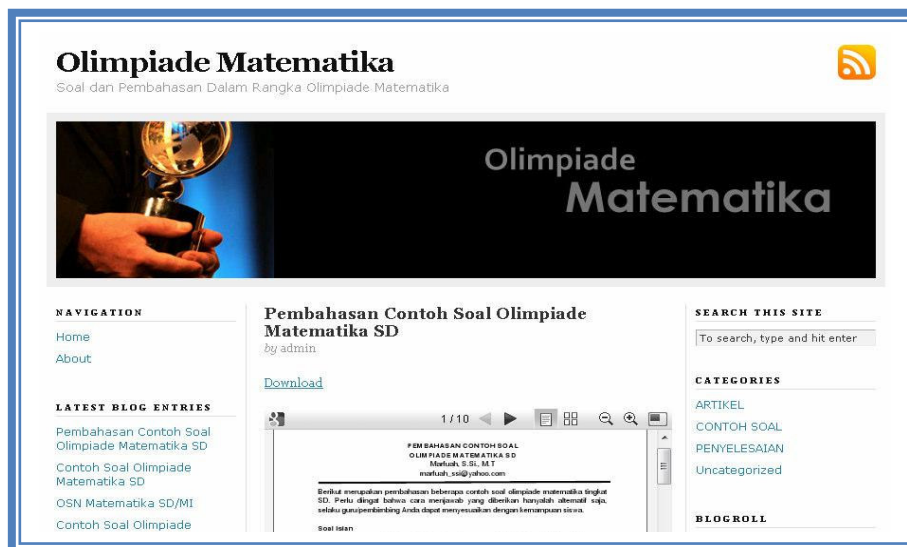 Olimpiade Matematika
Soal dan Pembahasan Dalam Rangka Olimpiade Matematika
Olimpiade
Matematika
NAVIGATION
Home
About
LATEST BLOG ENTRIES
Pembahasan Contoh Soal
Olimpiade Matematika SD
Contoh Soal Olimpiade
Matematika SD
OSN Matematika SD/MI
Contoh Soal Olimpiade
Pembahasan Contoh Soal Olimpiade
Matematika SD
by admin
Download
1 / 10
PEMBAHASAN CONTOH SOAL
OLIMPIADE MATEMATIKA SD
Marfuah, S.Si., M.T
marfuah_ssi@yahoo.com
Berikut merupakan pembahasan beberapa contoh soal olimpiade matematika tingkat
SD. Perlu diingat bahwa cara menjawab yang diberikan hanyalah alternatif saja,
selaku guru/pembimbing Anda dapat menyesuaikan dengan kemampuan siswa.
Soal Isian
SEARCH THIS SITE
To search, type and hit enter
CATEGORIES
ARTIKEL
CONTOH SOAL
PENYELESAIAN
Uncategorized
BLOGROLL